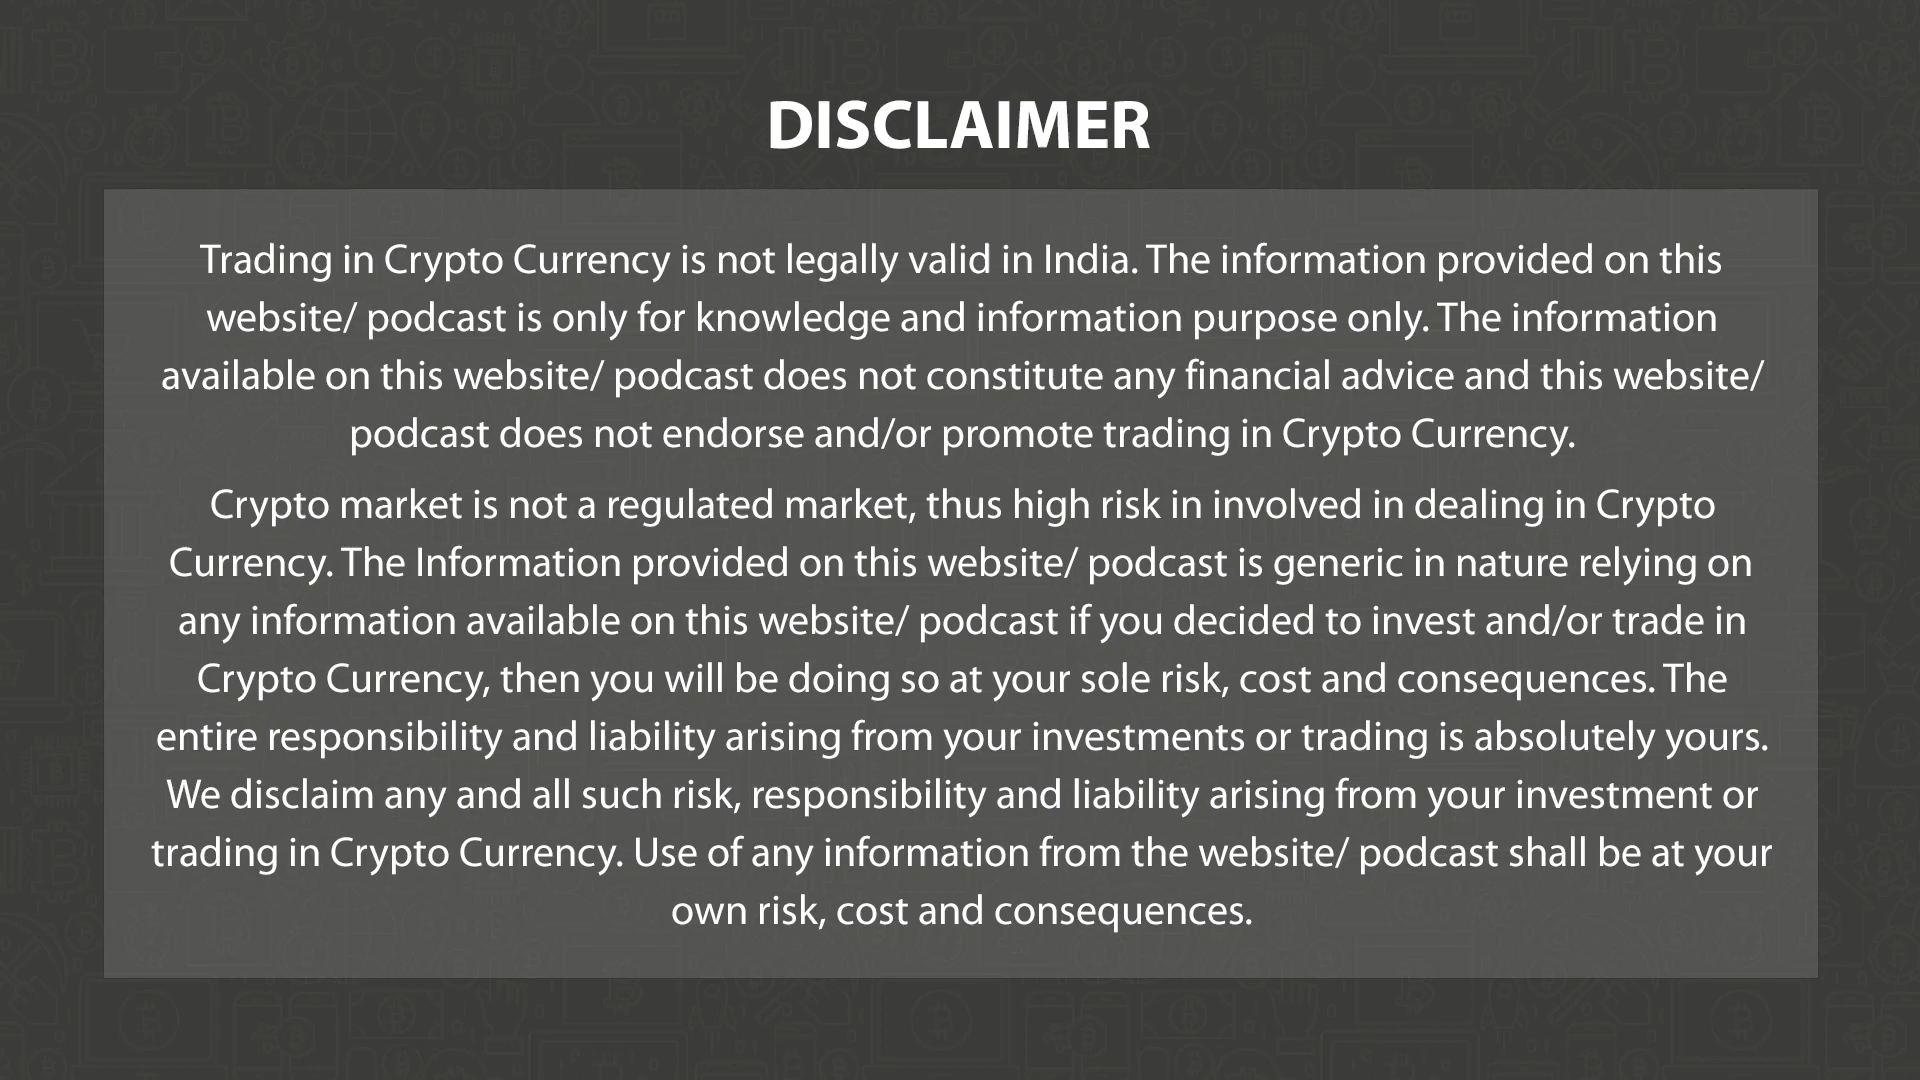 DISCLAIMER
Trading in Crypto Currency is not legally valid in India. The information provided on this
website/ podcast is only for knowledge and information purpose only. The information
available on this website/ podcast does not constitute any financial advice and this website/
podcast does not endorse and/or promote trading in Crypto Currency.
Crypto market is not a regulated market, thus high risk in involved in dealing in Crypto
Currency. The Information provided on this website/ podcast is generic in nature relying on
any information available on this website/ podcast if you decided to invest and/or trade in
Crypto Currency, then you will be doing so at your sole risk, cost and consequences. The
entire responsibility and liability arising from your investments or trading is absolutely yours.
We disclaim any and all such risk, responsibility and liability arising from your investment or
trading in Crypto Currency. Use of any information from the website/ podcast shall be at your
own risk, cost and consequences.